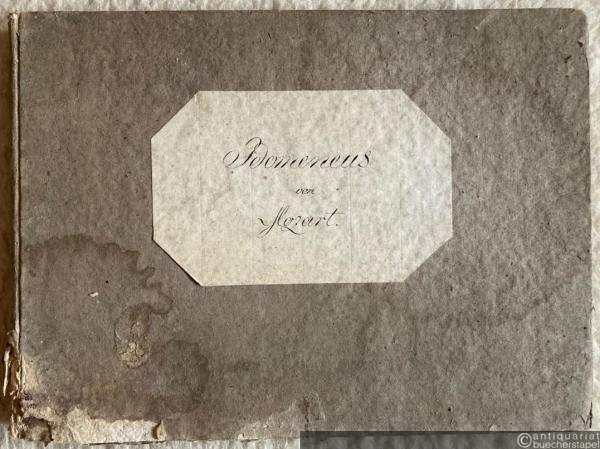 Idomeneus
von
Mozart.
©antiquariat
buecherstapel